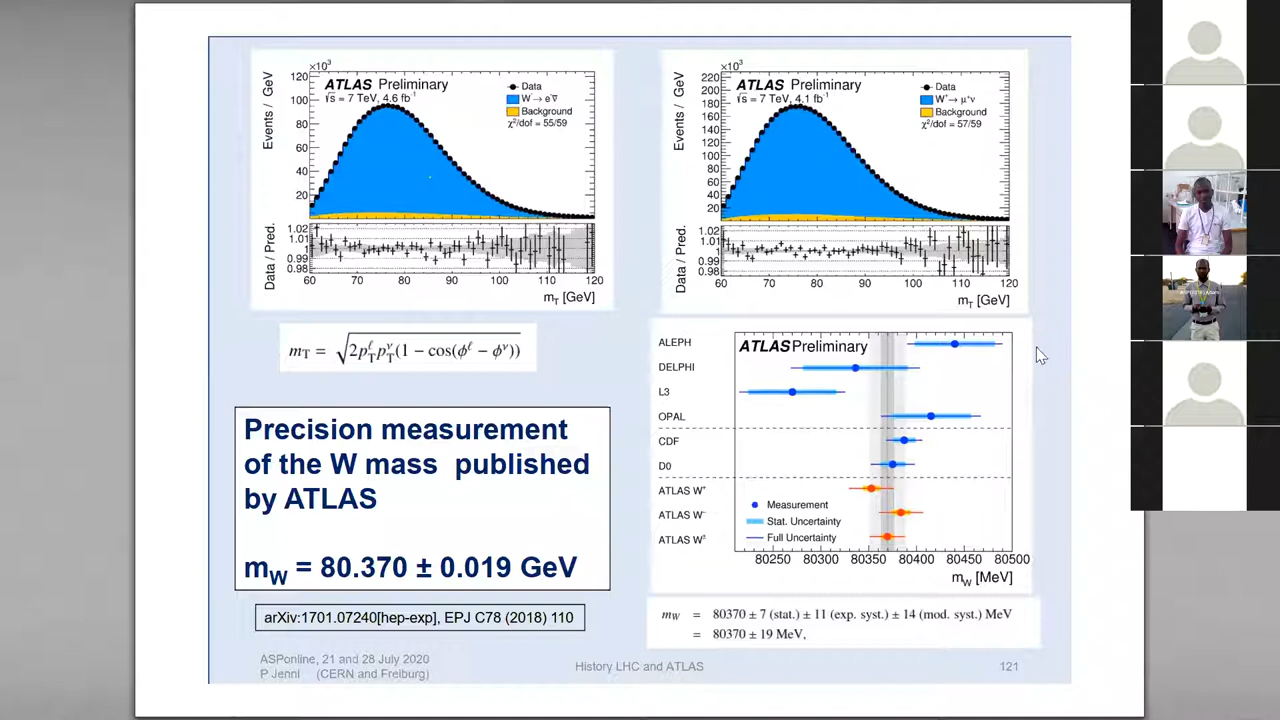 ×10³
120
100
80
60
40
20
Events / GeV
ATLAS Preliminary
√s = 7 TeV, 4.6 fb⁻¹
Data
W⁻→ e⁻ν̄
Background
χ²/dof = 55/59
1.02
1.01
1
0.99
0.98
Data / Pred.
60 70 80 90 100 110 120
m_T [GeV]
×10³
220
200
180
160
140
120
100
80
60
40
20
Events / GeV
ATLAS Preliminary
√s = 7 TeV, 4.1 fb⁻¹
Data
W⁺→ μ⁺ν
Background
χ²/dof = 57/59
1.02
1.01
1
0.99
0.98
Data / Pred.
60 70 80 90 100 110 120
m_T [GeV]
m_T = √2p_T^ℓ p_T^ν(1 − cos(ϕ^ℓ − ϕ^ν))
Precision measurement
of the W mass published
by ATLAS
m_W = 80.370 ± 0.019 GeV
arXiv:1701.07240[hep-exp], EPJ C78 (2018) 110
ATLAS Preliminary
ALEPH
DELPHI
L3
OPAL
CDF
D0
ATLAS W⁺
ATLAS W⁻
ATLAS W±
Measurement
Stat. Uncertainty
Full Uncertainty
80250 80300 80350 80400 80450 80500
m_W [MeV]
m_W = 80370 ± 7 (stat.) ± 11 (exp. syst.) ± 14 (mod. syst.) MeV
= 80370 ± 19 MeV,
ASPonline, 21 and 28 July 2020
P Jenni (CERN and Freiburg)
History LHC and ATLAS
121